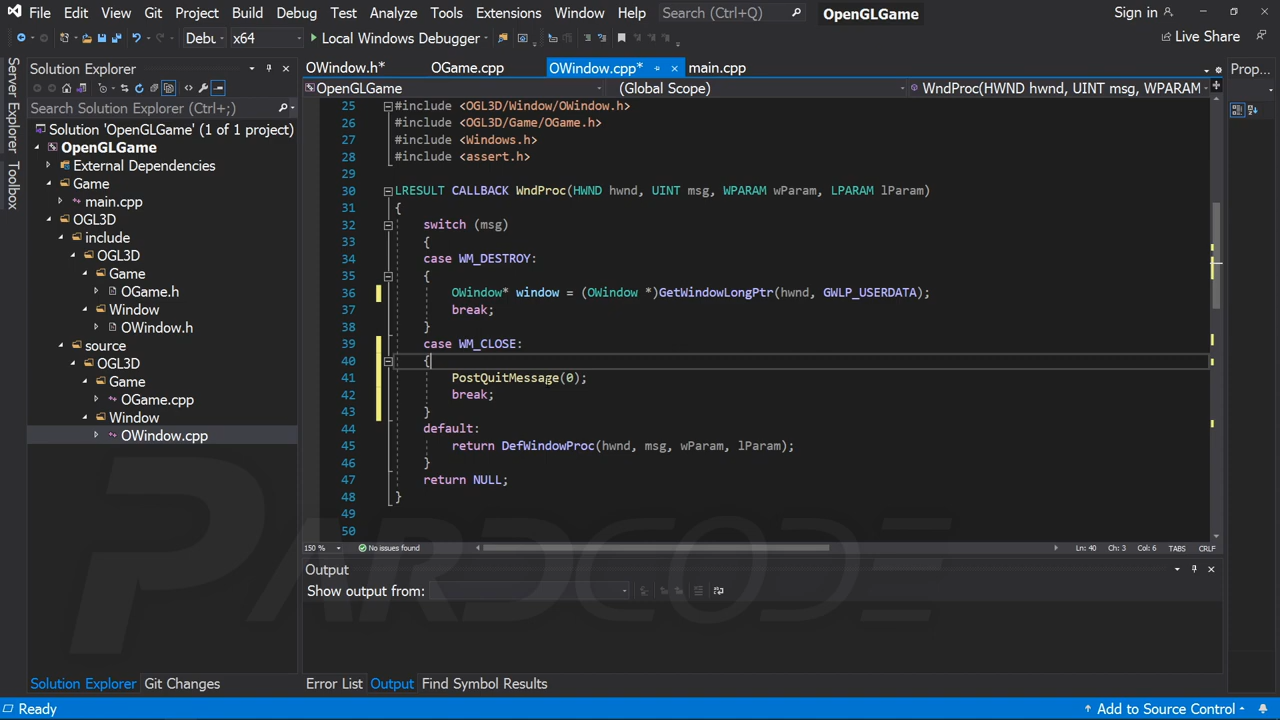 File Edit View Git Project Build Debug Test Analyze Tools Extensions Window Help Search (Ctrl+Q) OpenGLGame Sign in
Debu x64 Local Windows Debugger Live Share
Server Explorer
Toolbox
Solution Explorer
Search Solution Explorer (Ctrl+;)
Solution 'OpenGLGame' (1 of 1 project)
OpenGLGame
External Dependencies
Game
main.cpp
OGL3D
include
OGL3D
Game
OGame.h
Window
OWindow.h
source
OGL3D
Game
OGame.cpp
Window
OWindow.cpp
Solution Explorer Git Changes
OWindow.h* OGame.cpp OWindow.cpp* main.cpp
OpenGLGame (Global Scope) WndProc(HWND hwnd, UINT msg, WPARAM
25 #include <OGL3D/Window/OWindow.h>
26 #include <OGL3D/Game/OGame.h>
27 #include <Windows.h>
28 #include <assert.h>
29
30 LRESULT CALLBACK WndProc(HWND hwnd, UINT msg, WPARAM wParam, LPARAM lParam)
31 {
32 switch (msg)
33 {
34 case WM_DESTROY:
35 {
36 OWindow* window = (OWindow *)GetWindowLongPtr(hwnd, GWLP_USERDATA);
37 break;
38 }
39 case WM_CLOSE:
40 {
41 PostQuitMessage(0);
42 break;
43 }
44 default:
45 return DefWindowProc(hwnd, msg, wParam, lParam);
46 }
47 return NULL;
48 }
49
50
150 % No issues found Ln: 40 Ch: 3 Col: 6 TABS CRLF
Output
Show output from:
Error List Output Find Symbol Results
Prop...
PARDCODE
Ready Add to Source Control